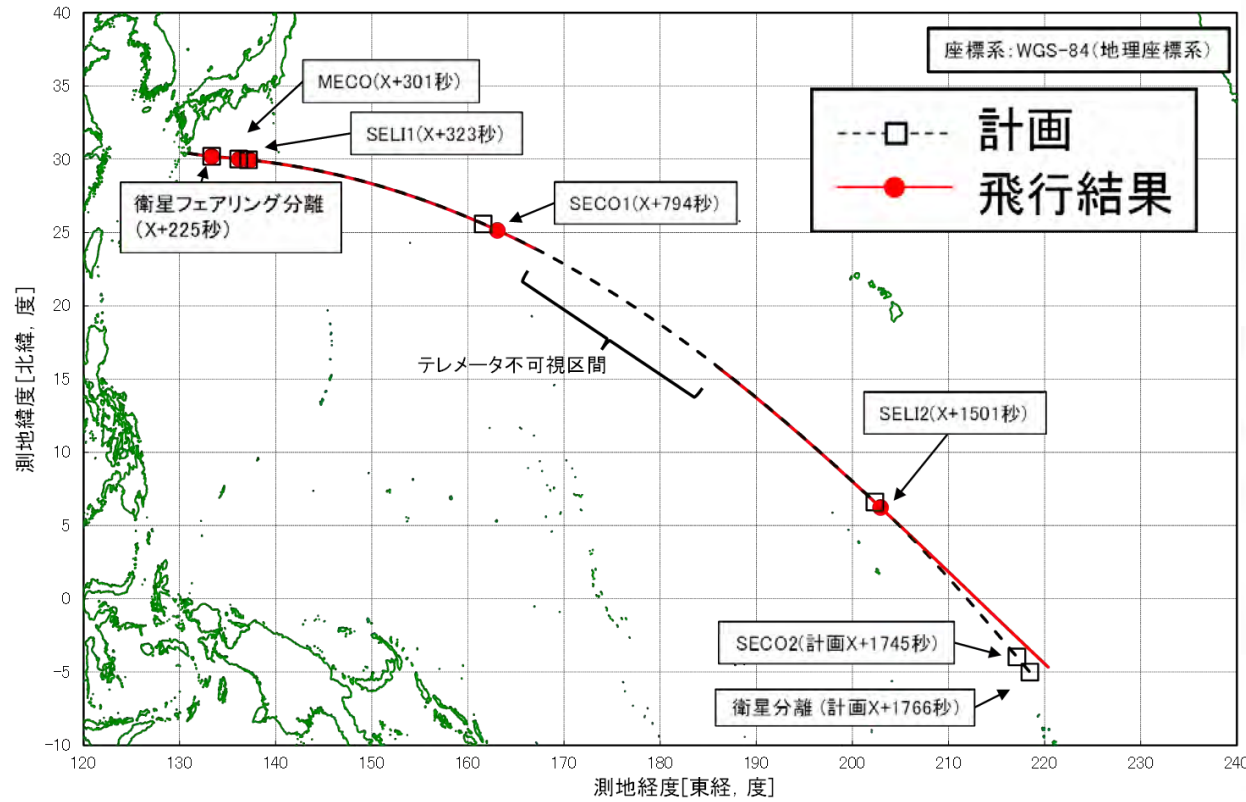 座標系:WGS-84(地理座標系)
計画
飛行結果
MECO(X+301秒)
SELI1(X+323秒)
衛星フェアリング分離
(X+225秒)
SECO1(X+794秒)
テレメータ不可視区間
SELI2(X+1501秒)
SECO2(計画X+1745秒)
衛星分離(計画X+1766秒)
測地緯度[北緯, 度]
40
35
30
25
20
15
10
5
0
-5
-10
120 130 140 150 160 170 180 190 200 210 220 230 240
測地経度[東経, 度]